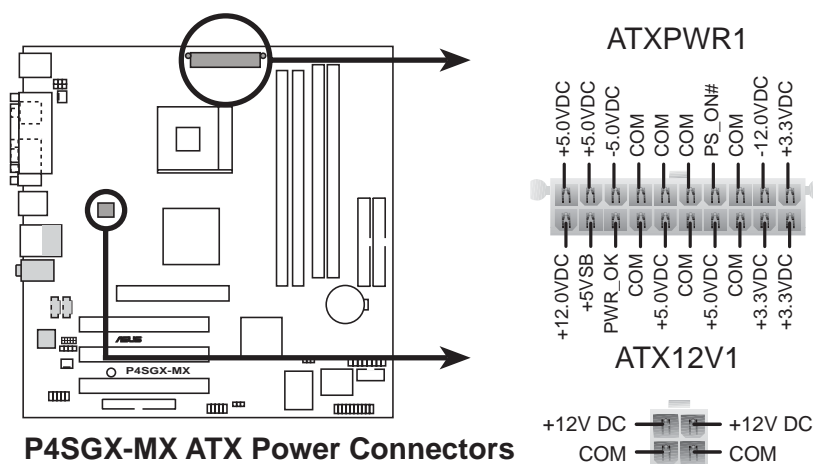 ATXPWR1
+5.0VDC
+5.0VDC
-5.0VDC
COM
COM
COM
PS_ON#
COM
-12.0VDC
+3.3VDC
+12.0VDC
+5VSB
PWR_OK
COM
+5.0VDC
COM
+5.0VDC
COM
+3.3VDC
+3.3VDC
ATX12V1
+12V DC +12V DC
COM COM
/ISUS
P4SGX-MX
P4SGX-MX ATX Power Connectors